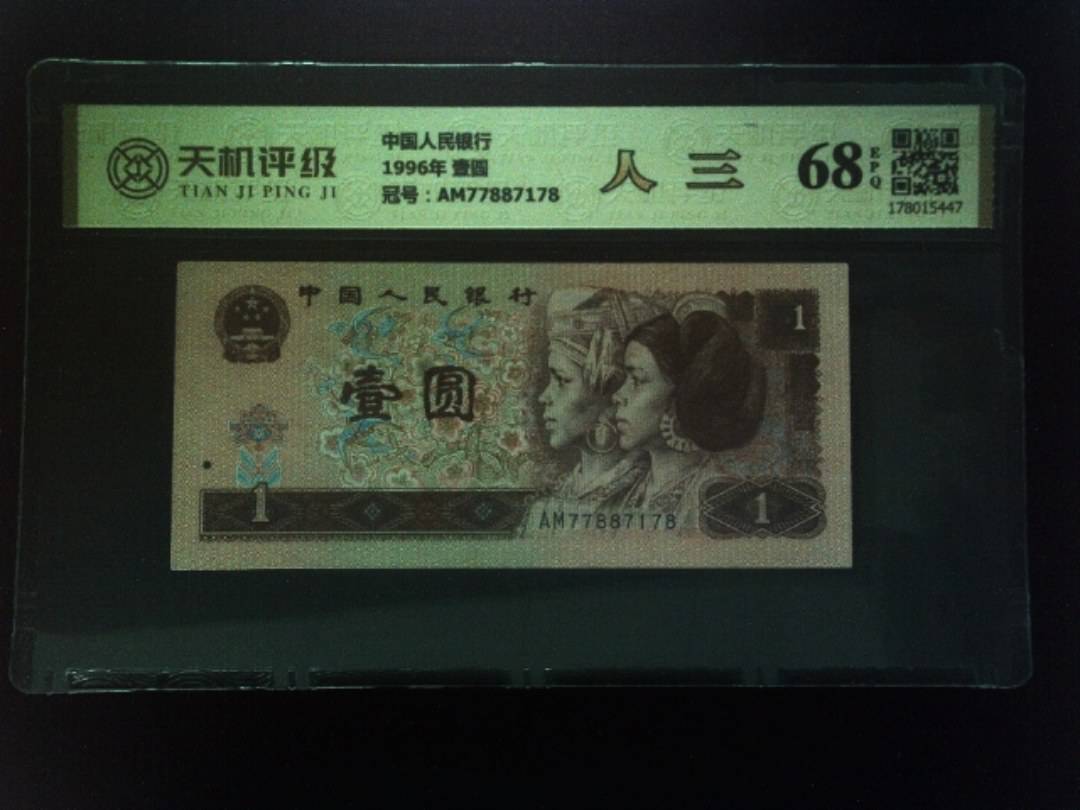 天机评级
TIAN JI PING JI
中国人民银行
1996年 壹圆
冠号：AM77887178
人 三
68
EPQ
178015447
中国人民银行
1
壹圆
1
AM77887178
1